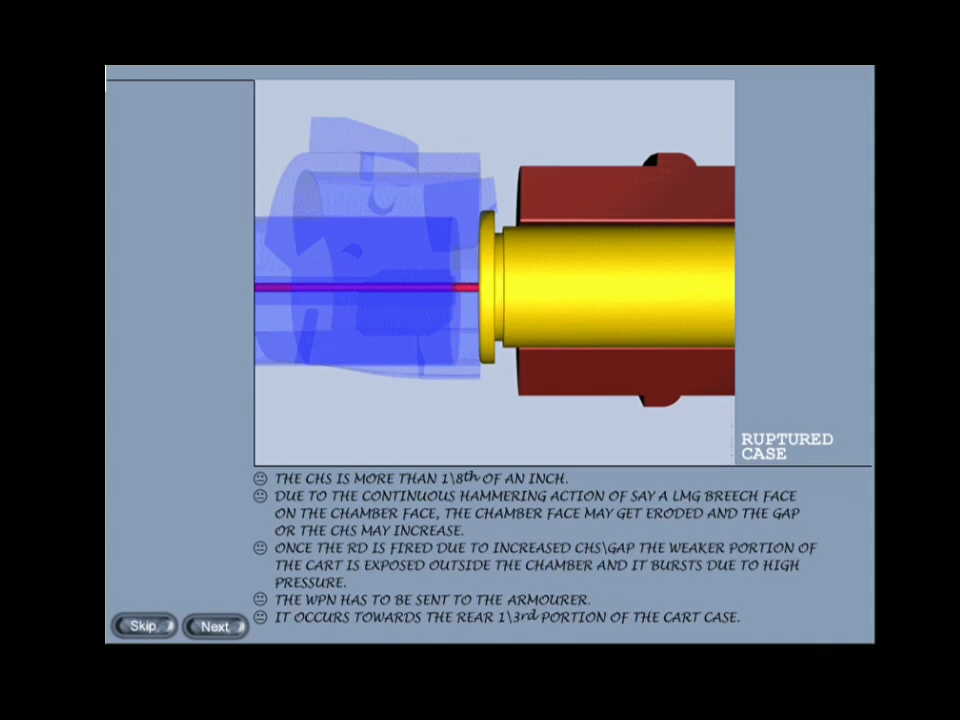 RUPTURED
CASE
THE CHS IS MORE THAN 1\8th OF AN INCH.
DUE TO THE CONTINUOUS HAMMERING ACTION OF SAY A LMG BREECH FACE
ON THE CHAMBER FACE, THE CHAMBER FACE MAY GET ERODED AND THE GAP
OR THE CHS MAY INCREASE.
ONCE THE RD IS FIRED DUE TO INCREASED CHS\GAP THE WEAKER PORTION OF
THE CART IS EXPOSED OUTSIDE THE CHAMBER AND IT BURSTS DUE TO HIGH
PRESSURE.
THE WPN HAS TO BE SENT TO THE ARMOURER.
IT OCCURS TOWARDS THE REAR 1\3rd PORTION OF THE CART CASE.
Skip
Next